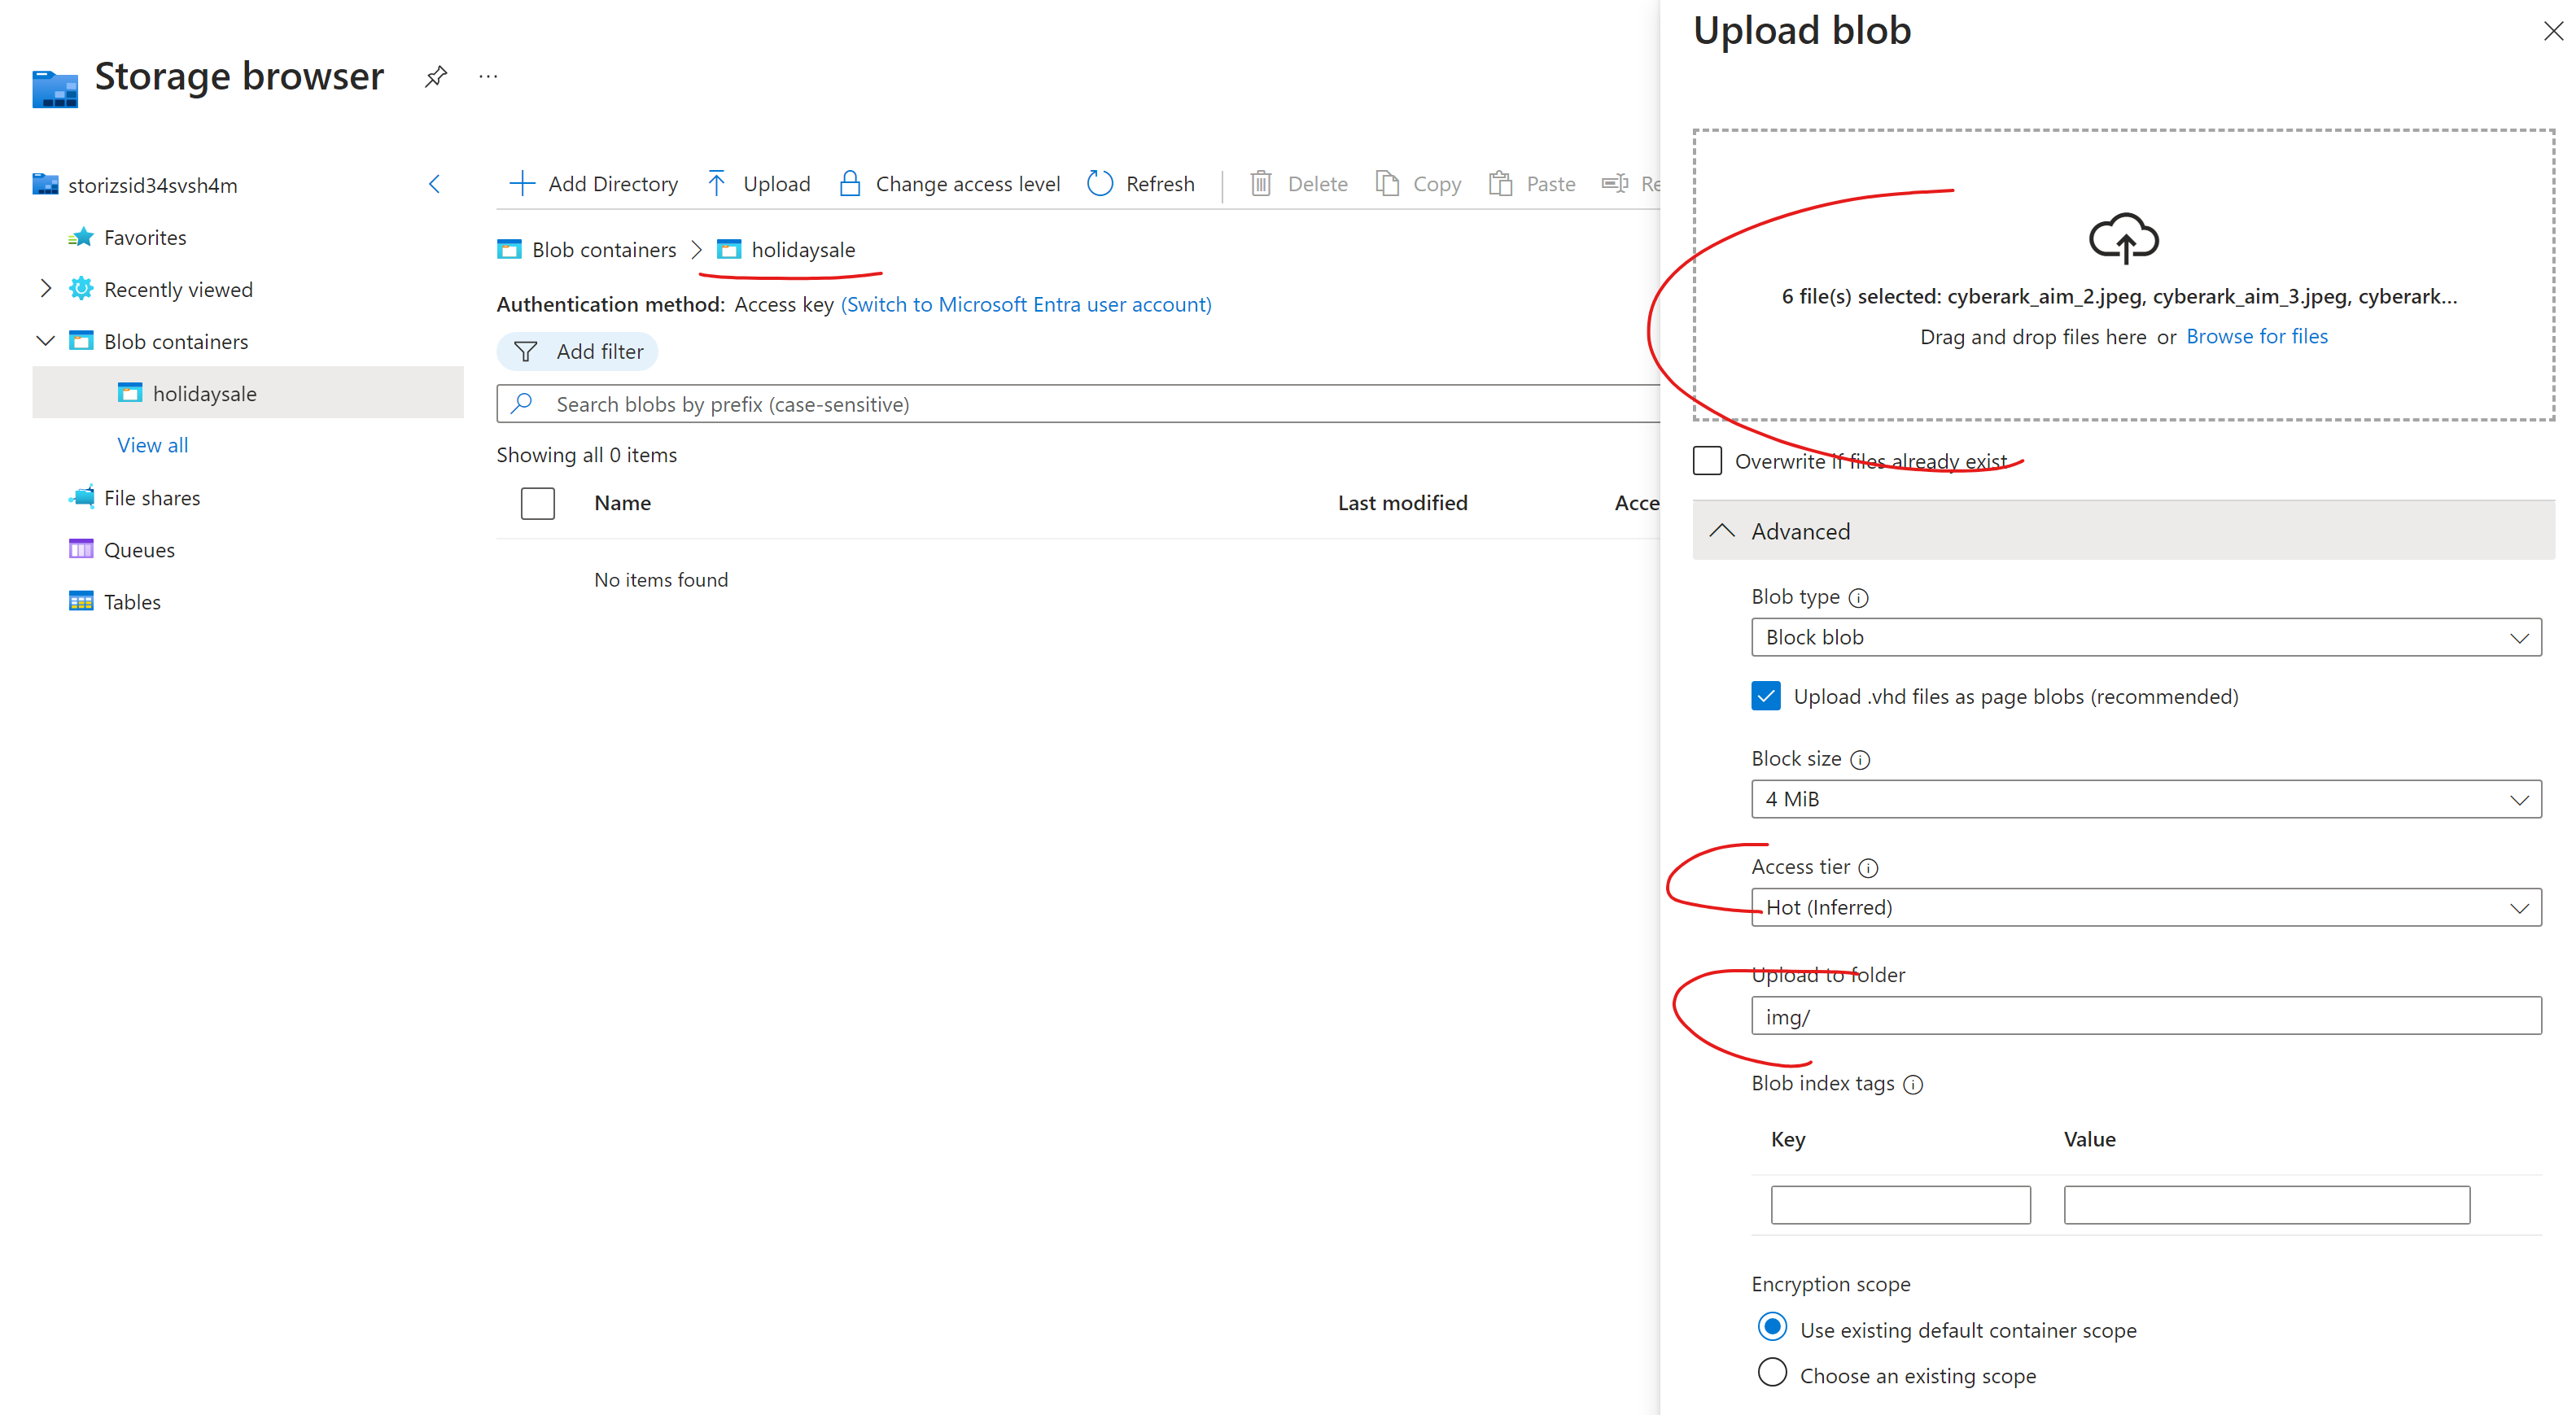 Storage browser
storizsid34svsh4m
Favorites
Recently viewed
Blob containers
holidaysale
View all
File shares
Queues
Tables
Add Directory
Upload
Change access level
Refresh
Delete
Copy
Paste
Re
Blob containers > holidaysale
Authentication method: Access key (Switch to Microsoft Entra user account)
Add filter
Search blobs by prefix (case-sensitive)
Showing all 0 items
Name Last modified Acce
No items found
Upload blob
6 file(s) selected: cyberark_aim_2.jpeg, cyberark_aim_3.jpeg, cyberark...
Drag and drop files here or Browse for files
Overwrite if files already exist
Advanced
Blob type
Block blob
Upload .vhd files as page blobs (recommended)
Block size
4 MiB
Access tier
Hot (Inferred)
Upload to folder
img/
Blob index tags
Key Value
Encryption scope
Use existing default container scope
Choose an existing scope